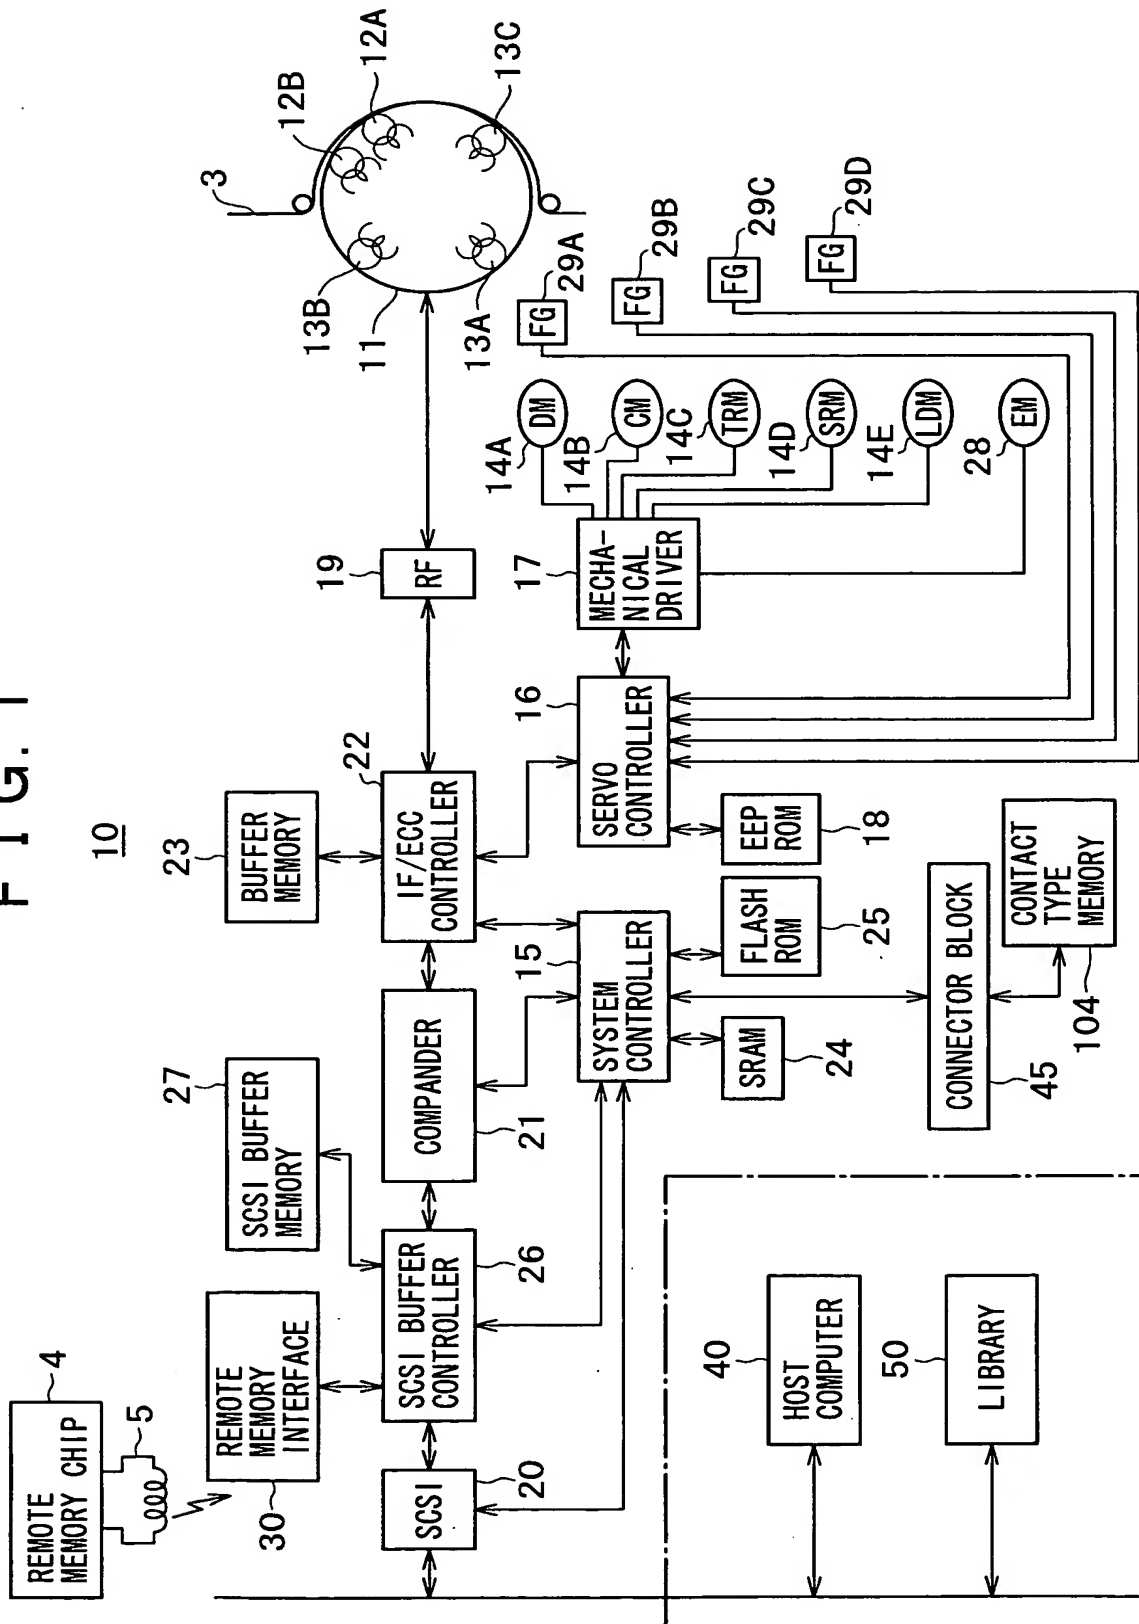 FIG. 1
10
REMOTE
MEMORY CHIP
4
5
REMOTE
MEMORY
INTERFACE
30
SCSI BUFFER
MEMORY
27
BUFFER
MEMORY
23
SCSI
20
SCSI BUFFER
CONTROLLER
26
COMPANDER
21
IF/ECC
CONTROLLER
22
RF
19
3
11
12A
12B
13A
13B
13C
SYSTEM
CONTROLLER
15
SERVO
CONTROLLER
16
MECHA-
NICAL
DRIVER
17
DM
14A
CM
14B
TRM
14C
SRM
14D
LDM
14E
EM
28
FG
29A
FG
29B
FG
29C
FG
29D
SRAM
24
FLASH
ROM
25
EEP
ROM
18
CONNECTOR BLOCK
45
CONTACT
TYPE
MEMORY
104
HOST
COMPUTER
40
LIBRARY
50